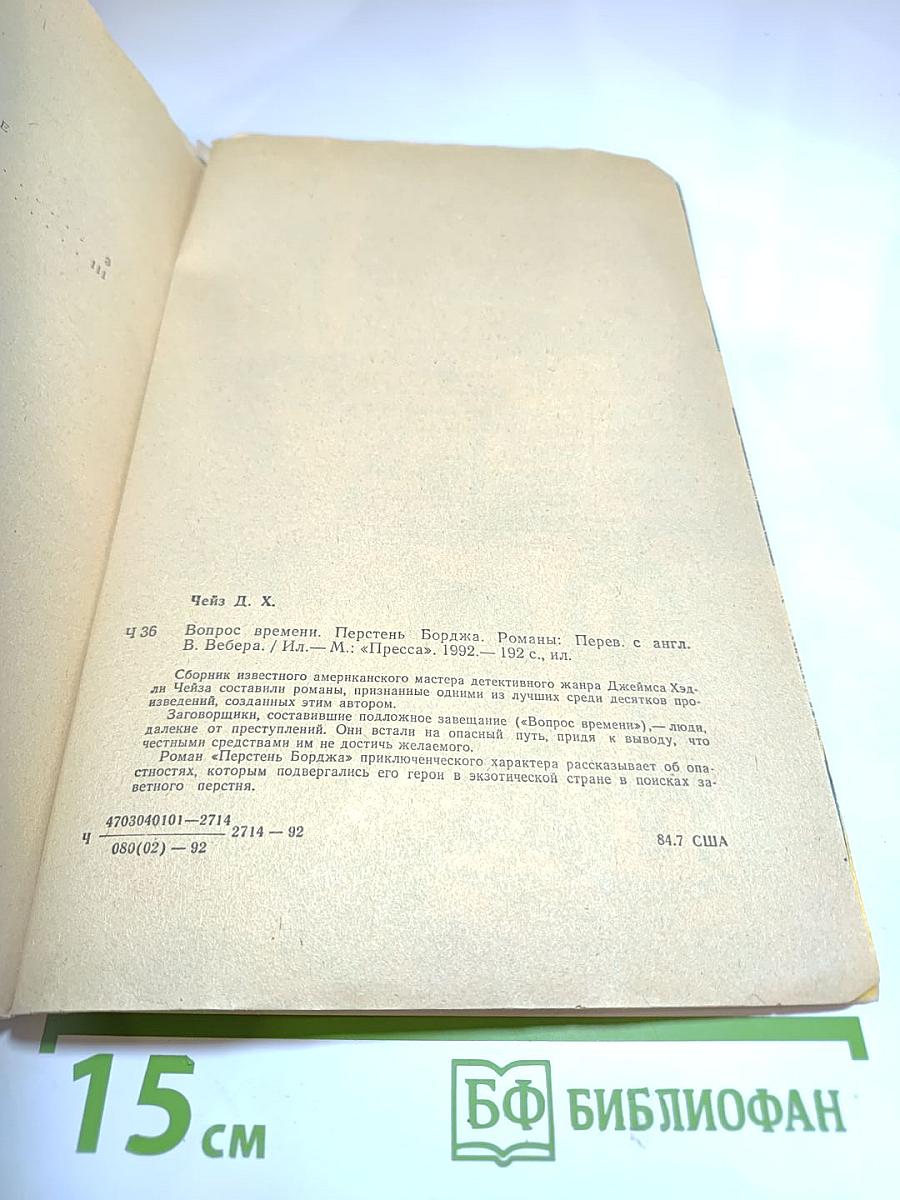 Е
3
111
Чейз Д. Х.
Ч 36 Вопрос времени. Перстень Борджа. Романы: Перев. с англ.
В. Вебера. / Ил.— М.: «Пресса». 1992.— 192 с., ил.
Сборник известного американского мастера детективного жанра Джеймса Хэд-
ли Чейза составили романы, признанные одними из лучших среди десятков про-
изведений, созданных этим автором.
Заговорщики, составившие подложное завещание («Вопрос времени»),— люди,
далекие от преступлений. Они встали на опасный путь, придя к выводу, что
честными средствами им не достичь желаемого.
Роман «Перстень Борджа» приключенческого характера рассказывает об опа-
стностях, которым подвергались его герои в экзотической стране в поисках за-
ветного перстня.
4703040101—2714
Ч 2714 — 92
080(02) — 92
84.7 США
15 см
БФ БИБЛИОФАН